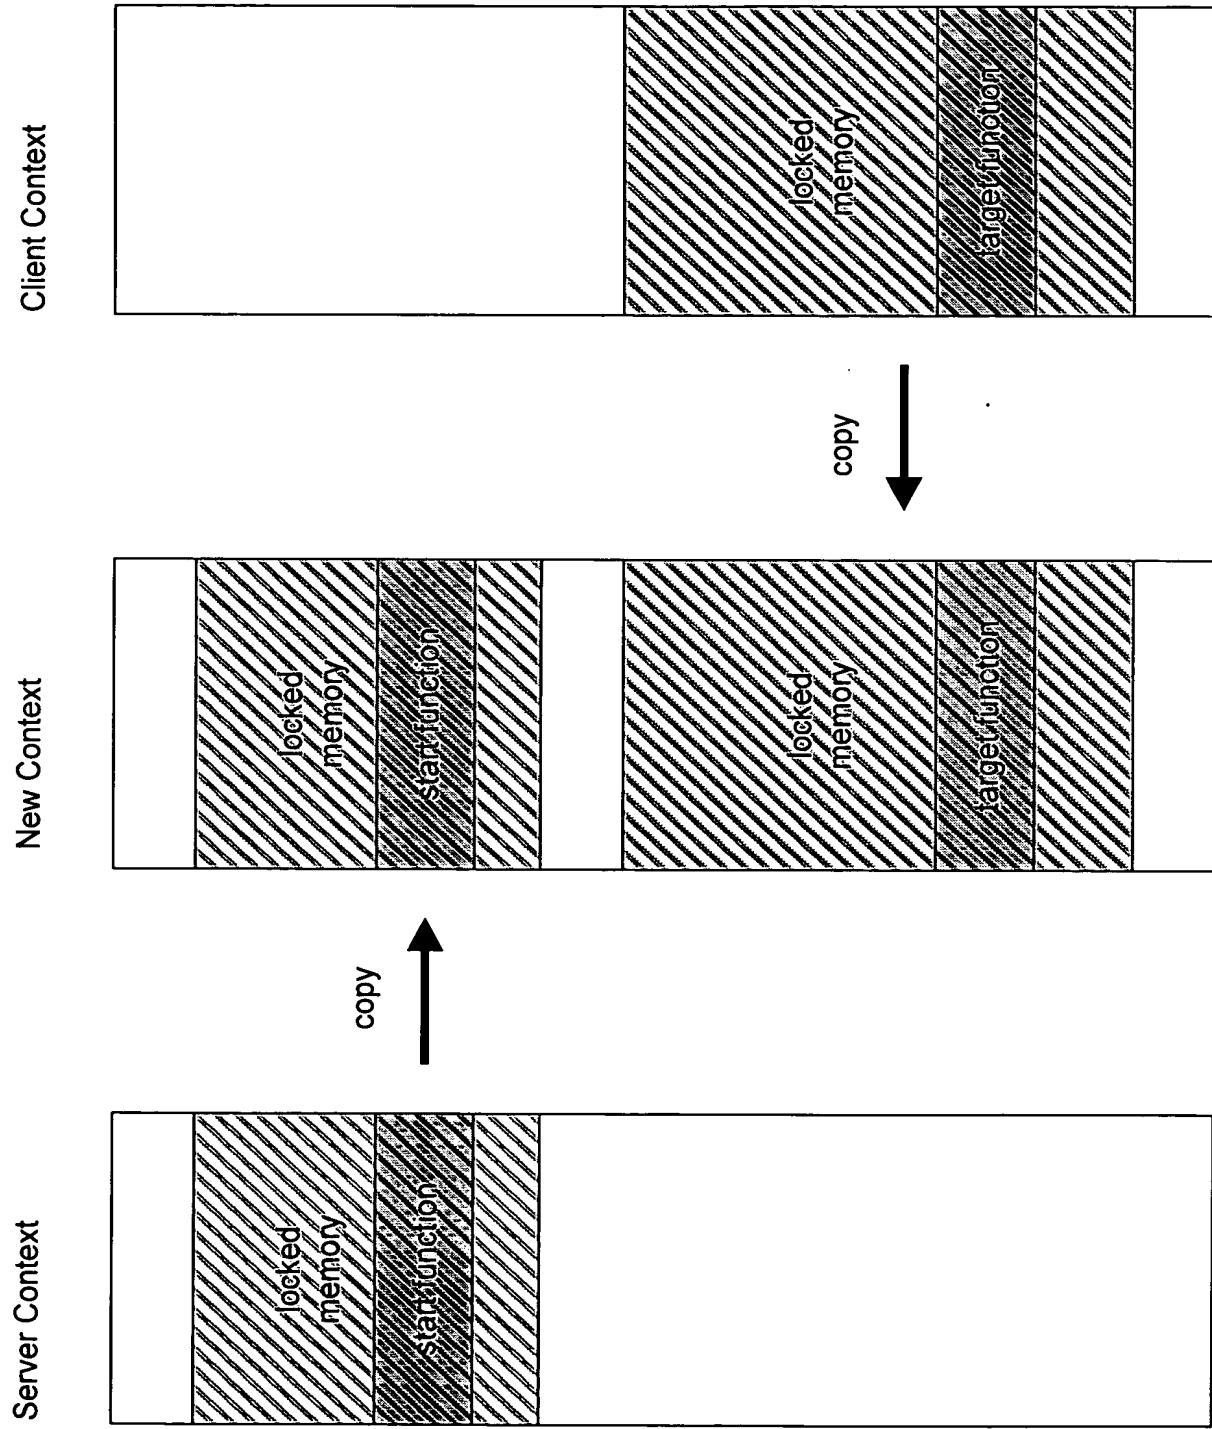 Server Context
New Context
Client Context
locked
memory
start function
copy
locked
memory
start function
locked
memory
target function
copy
locked
memory
target function